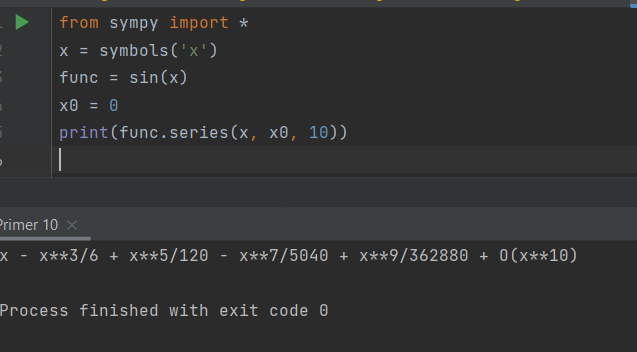 from sympy import *
x = symbols('x')
func = sin(x)
x0 = 0
print(func.series(x, x0, 10))
Primer 10
x - x**3/6 + x**5/120 - x**7/5040 + x**9/362880 + O(x**10)
Process finished with exit code 0